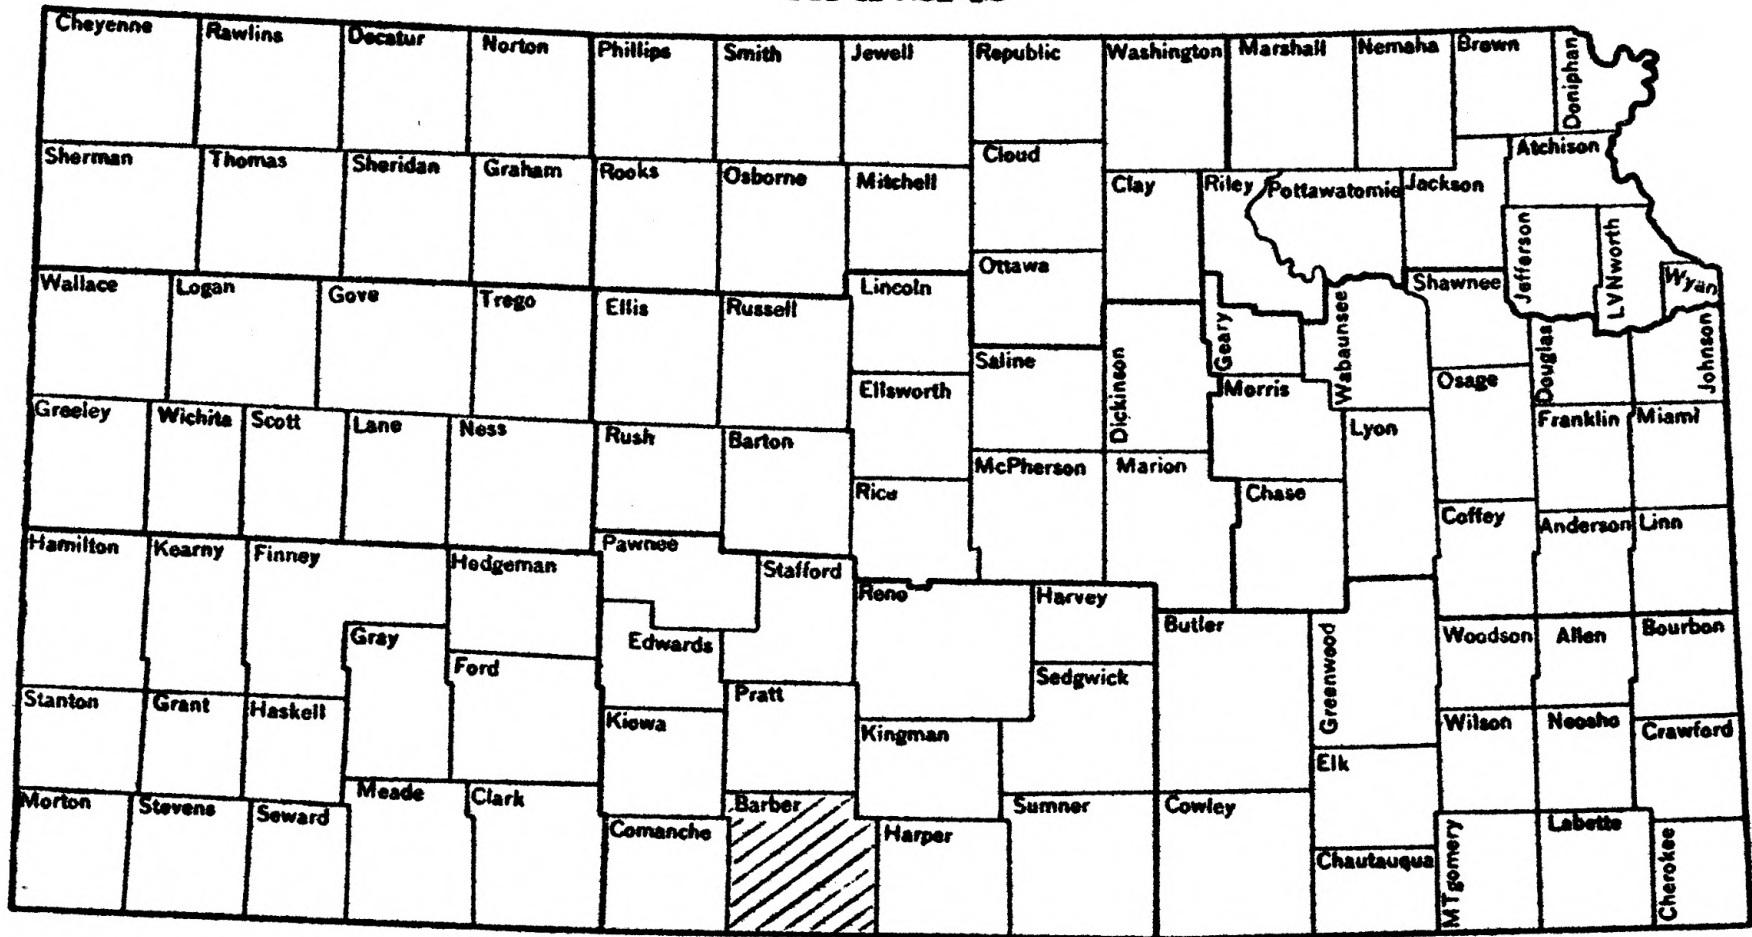 Cheyenne Rawlins Decatur Norton Phillips Smith Jewell Republic Washington Marshall Nemaha Brown Doniphan
Sherman Thomas Sheridan Graham Rooks Osborne Mitchell Cloud Clay Riley Pottawatomie Jackson Atchison
Wallace Logan Gove Trego Ellis Russell Lincoln Ottawa Shawnee Jefferson LVNworth Wyan
Ellsworth Saline Dickinson Geary Morris Wabaunsee Osage Douglas Johnson
Greeley Wichita Scott Lane Ness Rush Barton Lyon Franklin Miami
Rice McPherson Marion Chase Coffey Anderson Linn
Hamilton Kearny Finney Hodgeman Pawnee Stafford Reno Harvey
Gray Ford Edwards Sedgwick Butler Greenwood Woodson Allen Bourbon
Stanton Grant Haskell Kiowa Pratt Kingman Elk Wilson Neosho Crawford
Morton Stevens Seward Meade Clark Comanche Barber Harper Sumner Cowley Chautauqua MTgomery Labette Cherokee